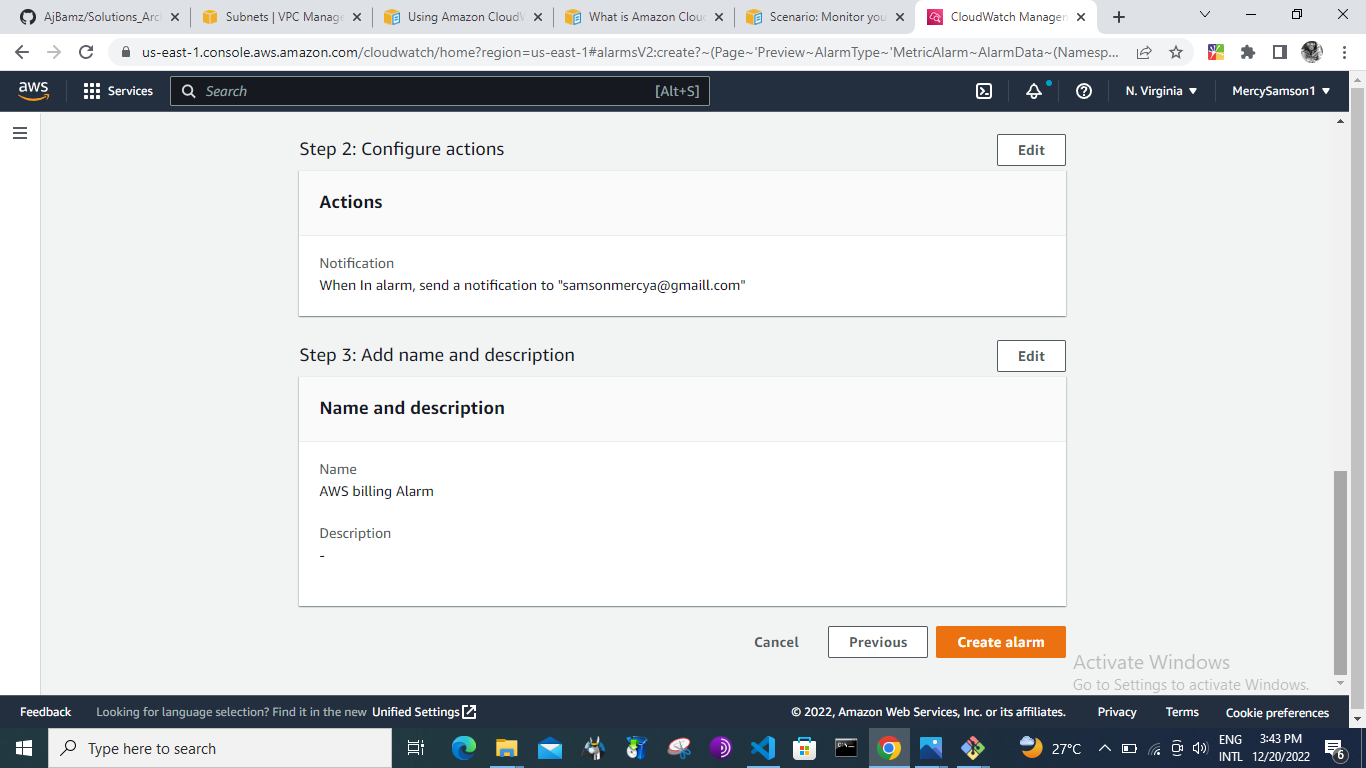 AjBamz/Solutions_Arc
Subnets | VPC Manage
Using Amazon CloudW
What is Amazon Clou
Scenario: Monitor you
CloudWatch Managem
us-east-1.console.aws.amazon.com/cloudwatch/home?region=us-east-1#alarmsV2:create?~(Page~'Preview~AlarmType~'MetricAlarm~AlarmData~(Namesp...
aws
Services
Search
[Alt+S]
N. Virginia
MercySamson1
Step 2: Configure actions
Edit
Actions
Notification
When In alarm, send a notification to "samsonmercya@gmaill.com"
Step 3: Add name and description
Edit
Name and description
Name
AWS billing Alarm
Description
-
Cancel
Previous
Create alarm
Activate Windows
Go to Settings to activate Windows.
Feedback
Looking for language selection? Find it in the new Unified Settings
© 2022, Amazon Web Services, Inc. or its affiliates.
Privacy
Terms
Cookie preferences
Type here to search
27°C
ENG
INTL
3:43 PM
12/20/2022
6